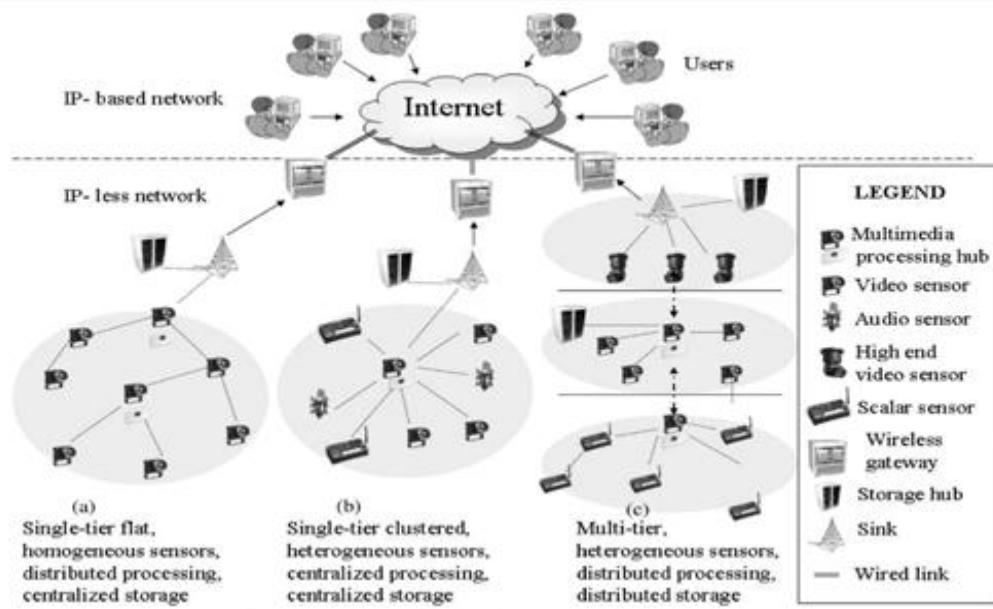 IP- based network
Internet
Users
IP- less network
LEGEND
Multimedia
processing hub
Video sensor
Audio sensor
High end
video sensor
Scalar sensor
Wireless
gateway
Storage hub
Sink
Wired link
(a)
Single-tier flat,
homogeneous sensors,
distributed processing,
centralized storage
(b)
Single-tier clustered,
heterogeneous sensors,
centralized processing,
centralized storage
(c)
Multi-tier,
heterogeneous sensors,
distributed processing,
distributed storage